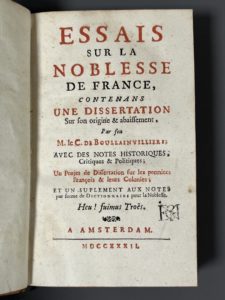 ESSAIS
SUR LA
NOBLESSE
DE FRANCE,
CONTENANS
UNE DISSERTATION
Sur son origine & abaissement.
Par feu
M. le C. DE BOULLAINVILLIERS
AVEC DES NOTES HISTORIQUES,
Critiques & Politiques;
Un Projet de Dissertation sur les premiers
François & leurs Colonies;
ET UN SUPLEMENT AUX NOTES
par forme de DICTIONNAIRE pour la Noblesse.
Heu! fuimus Troës.
A AMSTERDAM.
MDCCXXXII.